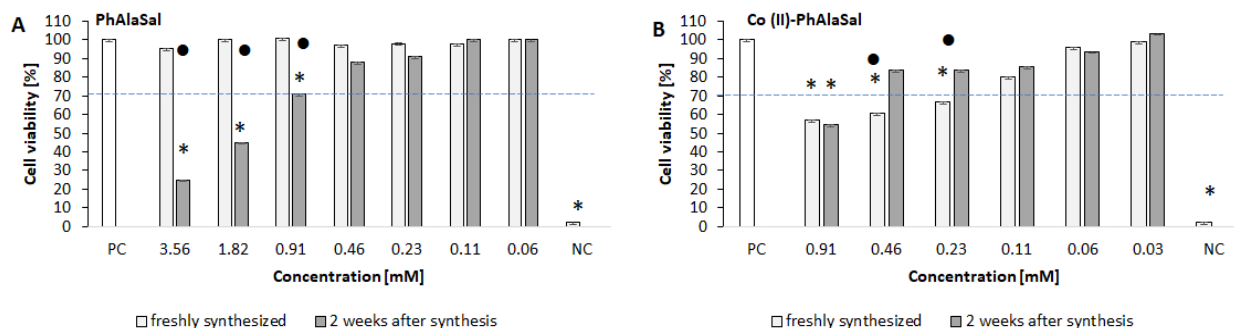 A
PhAlaSal
Cell viability [%]
110
100
90
80
70
60
50
40
30
20
10
0
PC 3.56 1.82 0.91 0.46 0.23 0.11 0.06 NC
Concentration [mM]
freshly synthesized 2 weeks after synthesis
B
Co (II)-PhAlaSal
Cell viability [%]
110
100
90
80
70
60
50
40
30
20
10
0
PC 0.91 0.46 0.23 0.11 0.06 0.03 NC
Concentration [mM]
freshly synthesized 2 weeks after synthesis